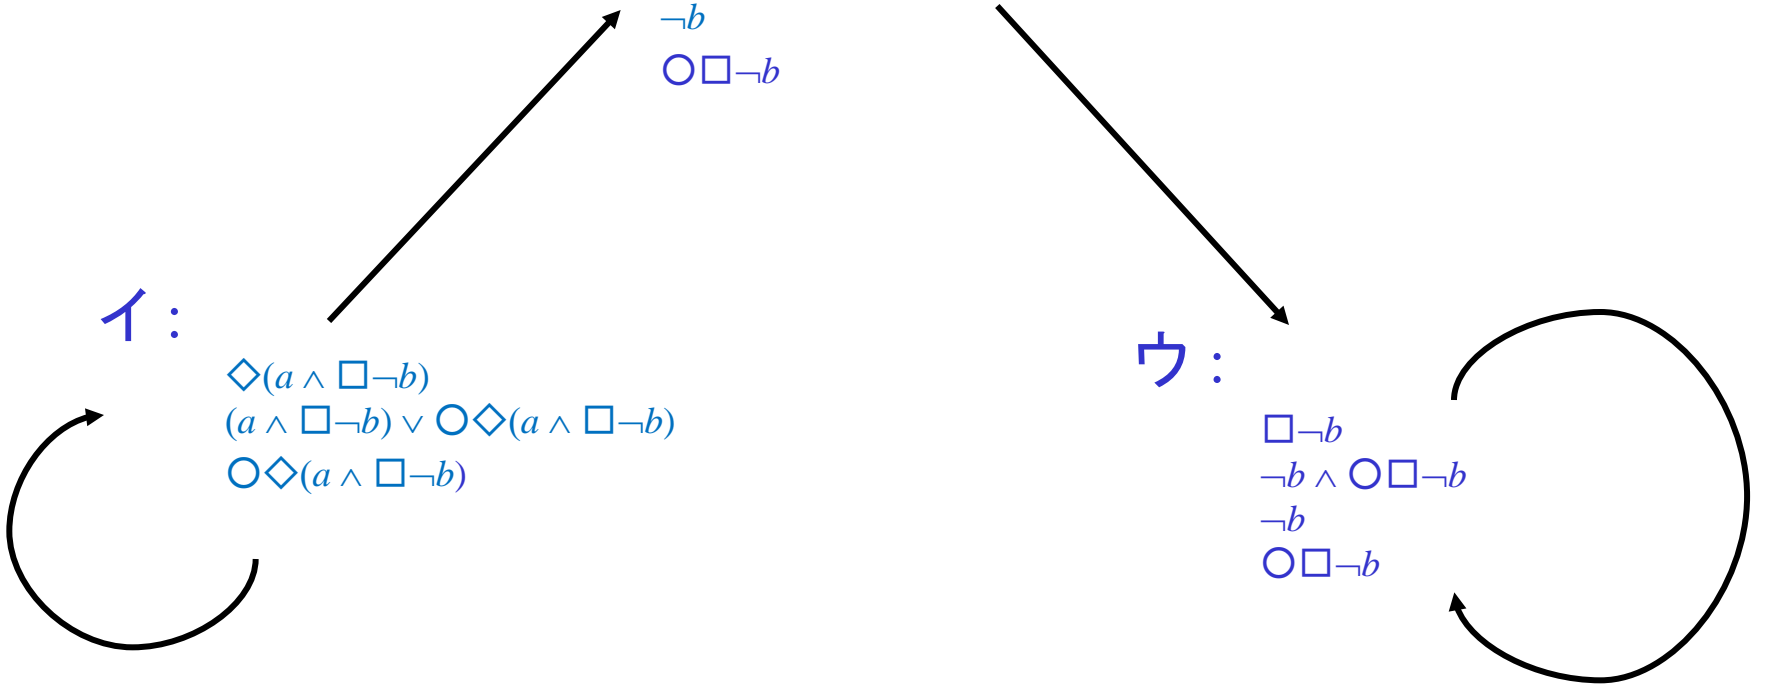 ¬b
○□¬b
イ :
◇(a ∧ □¬b)
(a ∧ □¬b) ∨ ○◇(a ∧ □¬b)
○◇(a ∧ □¬b)
ウ :
□¬b
¬b ∧ ○□¬b
¬b
○□¬b